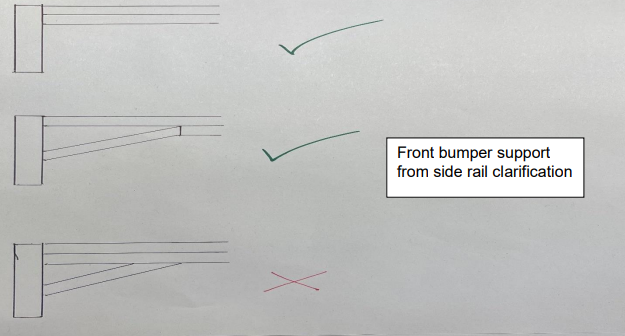 Front bumper support
from side rail clarification